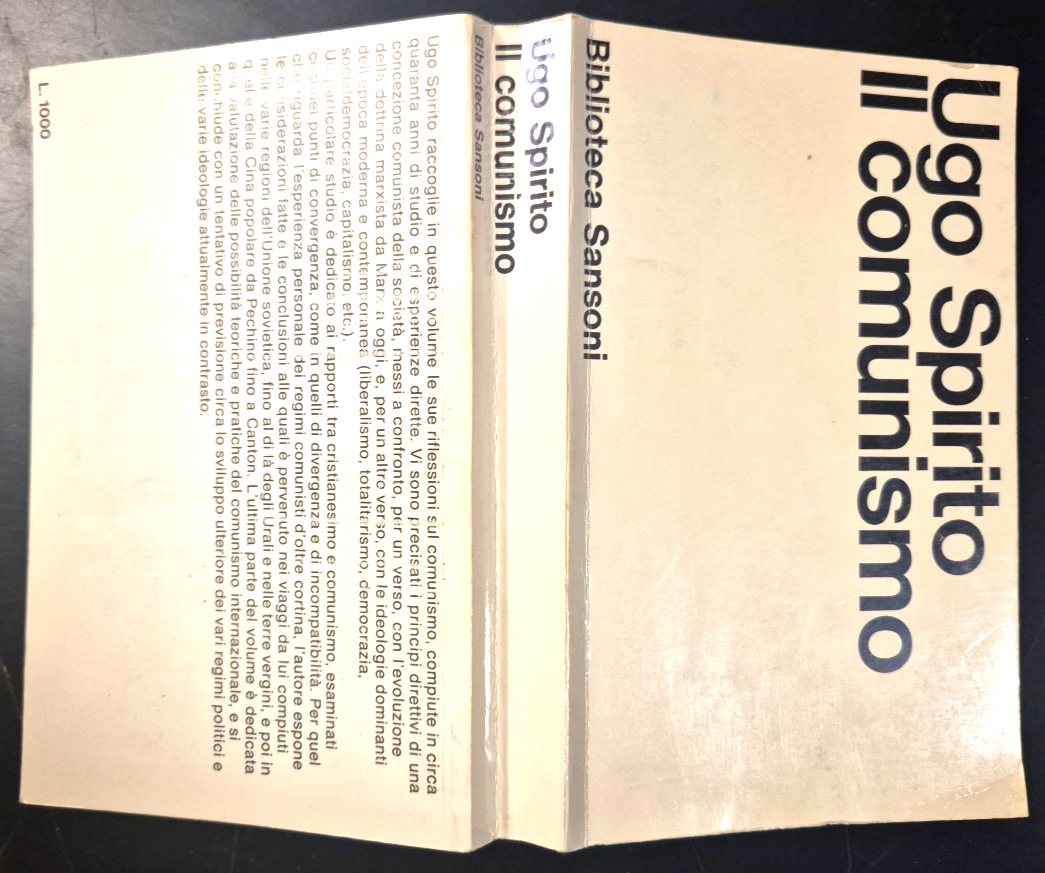 Ugo Spirito
Il comunismo
Biblioteca Sansoni
Ugo Spirito
Il comunismo
Biblioteca Sansoni
Ugo Spirito raccoglie in questo volume le sue riflessioni sul comunismo, compiute in circa
quaranta anni di studio e di esperienze dirette. Vi sono precisati i principi direttivi di una
concezione comunista della società, messi a confronto, per un verso, con l'evoluzione
della dottrina marxista da Marx a oggi, e, per un altro verso, con le ideologie dominanti
dell'epoca moderna e contemporanea (liberalismo, totalitarismo, democrazia,
socialdemocrazia, capitalismo, etc.).
Un particolare studio è dedicato ai rapporti tra cristianesimo e comunismo, esaminati
così nei punti di convergenza, come in quelli di divergenza e di incompatibilità. Per quel
che riguarda l'esperienza personale dei regimi comunisti d'oltre cortina, l'autore espone
le considerazioni fatte e le conclusioni alle quali è pervenuto nei viaggi da lui compiuti
nelle varie regioni dell'Unione sovietica, fino al di là degli Urali e nelle terre vergini, e poi in
quelle della Cina popolare da Pechino fino a Canton. L'ultima parte del volume è dedicata
alla valutazione delle possibilità teoriche e pratiche del comunismo internazionale, e si
conchiude con un tentativo di previsione circa lo sviluppo ulteriore dei vari regimi politici e
delle varie ideologie attualmente in contrasto.
L. 1000